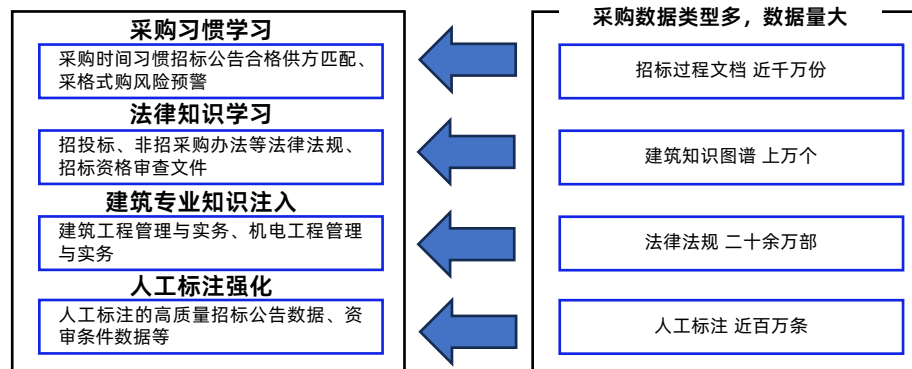 采购习惯学习
采购时间习惯招标公告合格供方匹配、
采格式购风险预警
法律知识学习
招投标、非招采购办法等法律法规、
招标资格审查文件
建筑专业知识注入
建筑工程管理与实务、机电工程管理
与实务
人工标注强化
人工标注的高质量招标公告数据、资
审条件数据等
采购数据类型多，数据量大
招标过程文档 近千万份
建筑知识图谱 上万个
法律法规 二十余万部
人工标注 近百万条